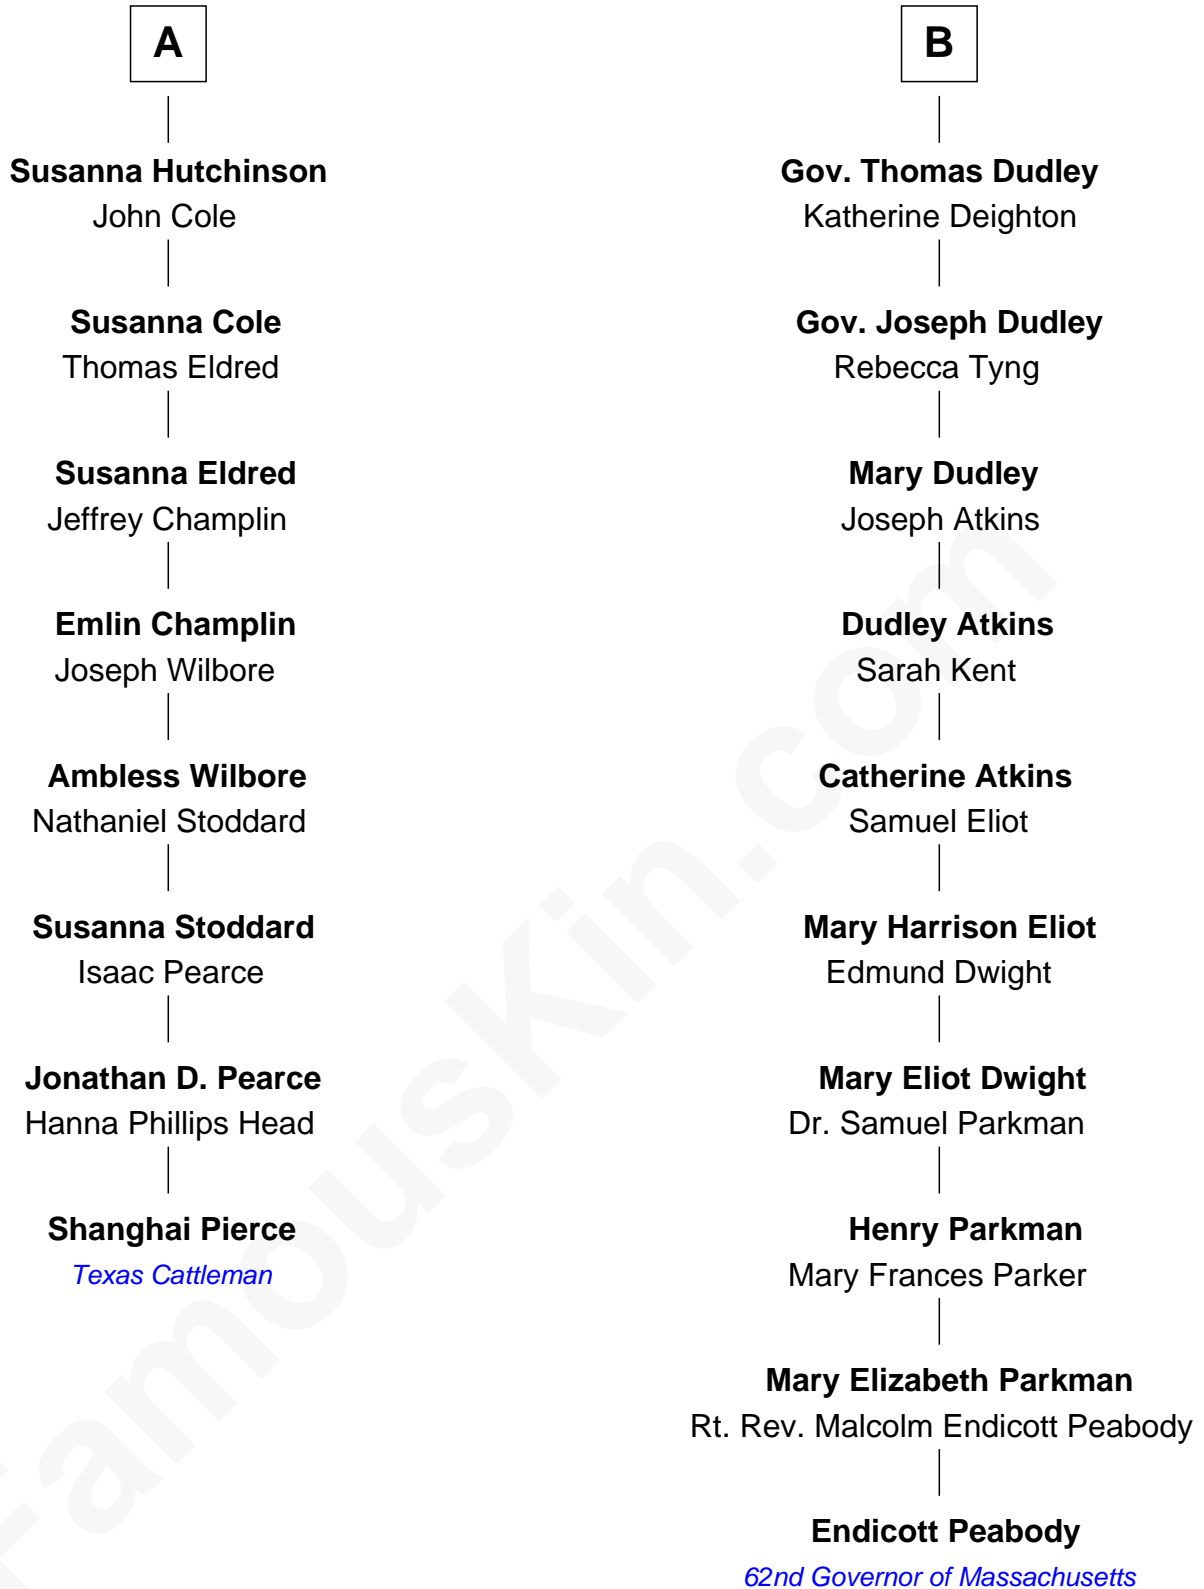 A
Susanna Hutchinson
John Cole
Susanna Cole
Thomas Eldred
Susanna Eldred
Jeffrey Champlin
Emlin Champlin
Joseph Wilbore
Ambless Wilbore
Nathaniel Stoddard
Susanna Stoddard
Isaac Pearce
Jonathan D. Pearce
Hanna Phillips Head
Shanghai Pierce
Texas Cattleman
B
Gov. Thomas Dudley
Katherine Deighton
Gov. Joseph Dudley
Rebecca Tyng
Mary Dudley
Joseph Atkins
Dudley Atkins
Sarah Kent
Catherine Atkins
Samuel Eliot
Mary Harrison Eliot
Edmund Dwight
Mary Eliot Dwight
Dr. Samuel Parkman
Henry Parkman
Mary Frances Parker
Mary Elizabeth Parkman
Rt. Rev. Malcolm Endicott Peabody
Endicott Peabody
62nd Governor of Massachusetts
FamousKin.com